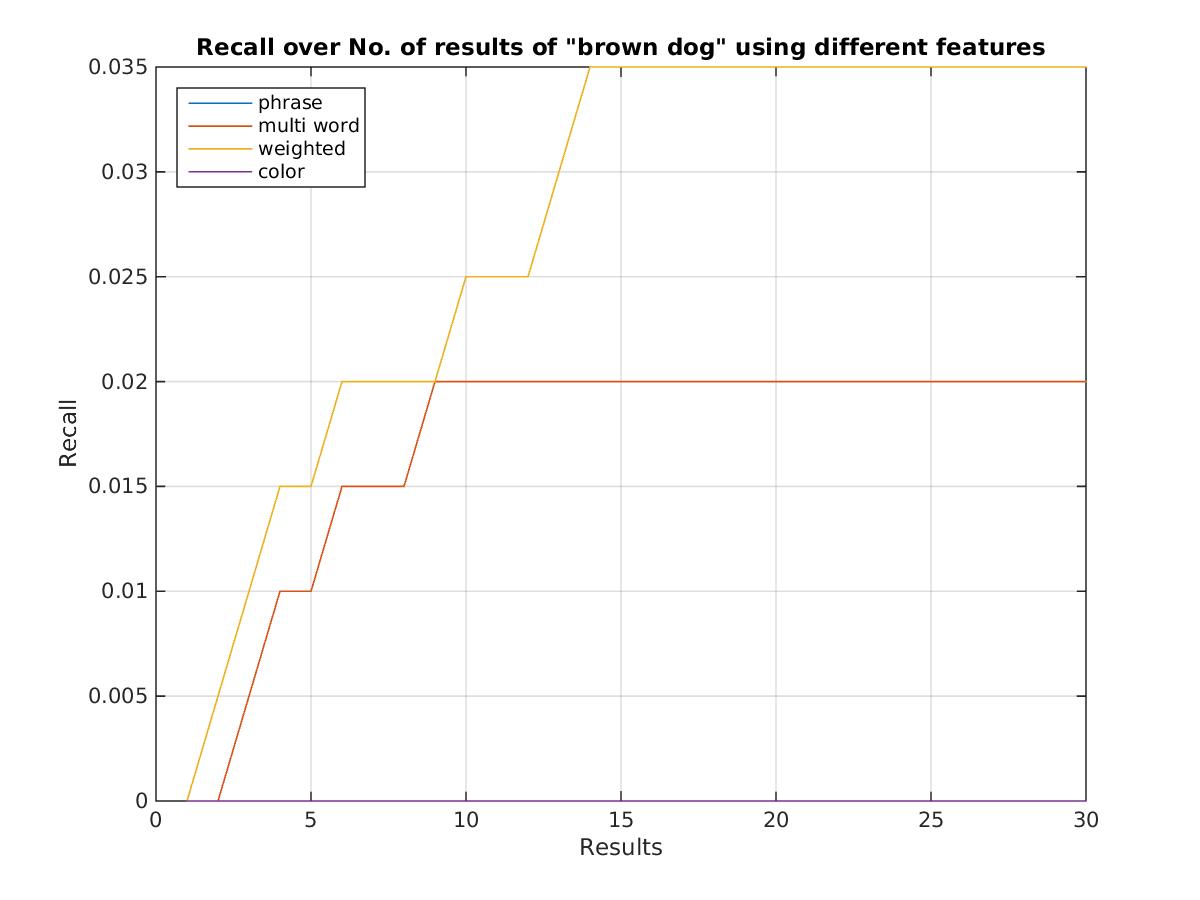 Recall over No. of results of "brown dog" using different features
0.035
phrase
multi word
weighted
color
0.03
0.025
0.02
Recall
0.015
0.01
0.005
0
0 5 10 15 20 25 30
Results